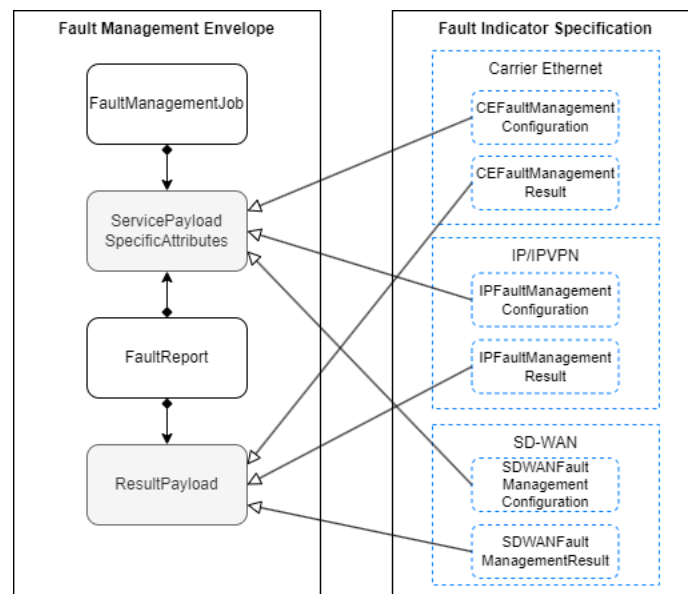 Fault Management Envelope
FaultManagementJob
ServicePayload
SpecificAttributes
FaultReport
ResultPayload
Fault Indicator Specification
Carrier Ethernet
CEFaultManagement
Configuration
CEFaultManagement
Result
IP/IPVPN
IPFaultManagement
Configuration
IPFaultManagement
Result
SD-WAN
SDWANFault
Management
Configuration
SDWANFault
ManagementResult